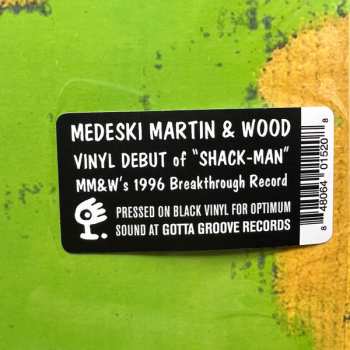 MEDESKI MARTIN & WOOD
VINYL DEBUT of "SHACK-MAN"
MM&W's 1996 Breakthrough Record
PRESSED ON BLACK VINYL FOR OPTIMUM
SOUND AT GOTTA GROOVE RECORDS
8 48064 01520 8